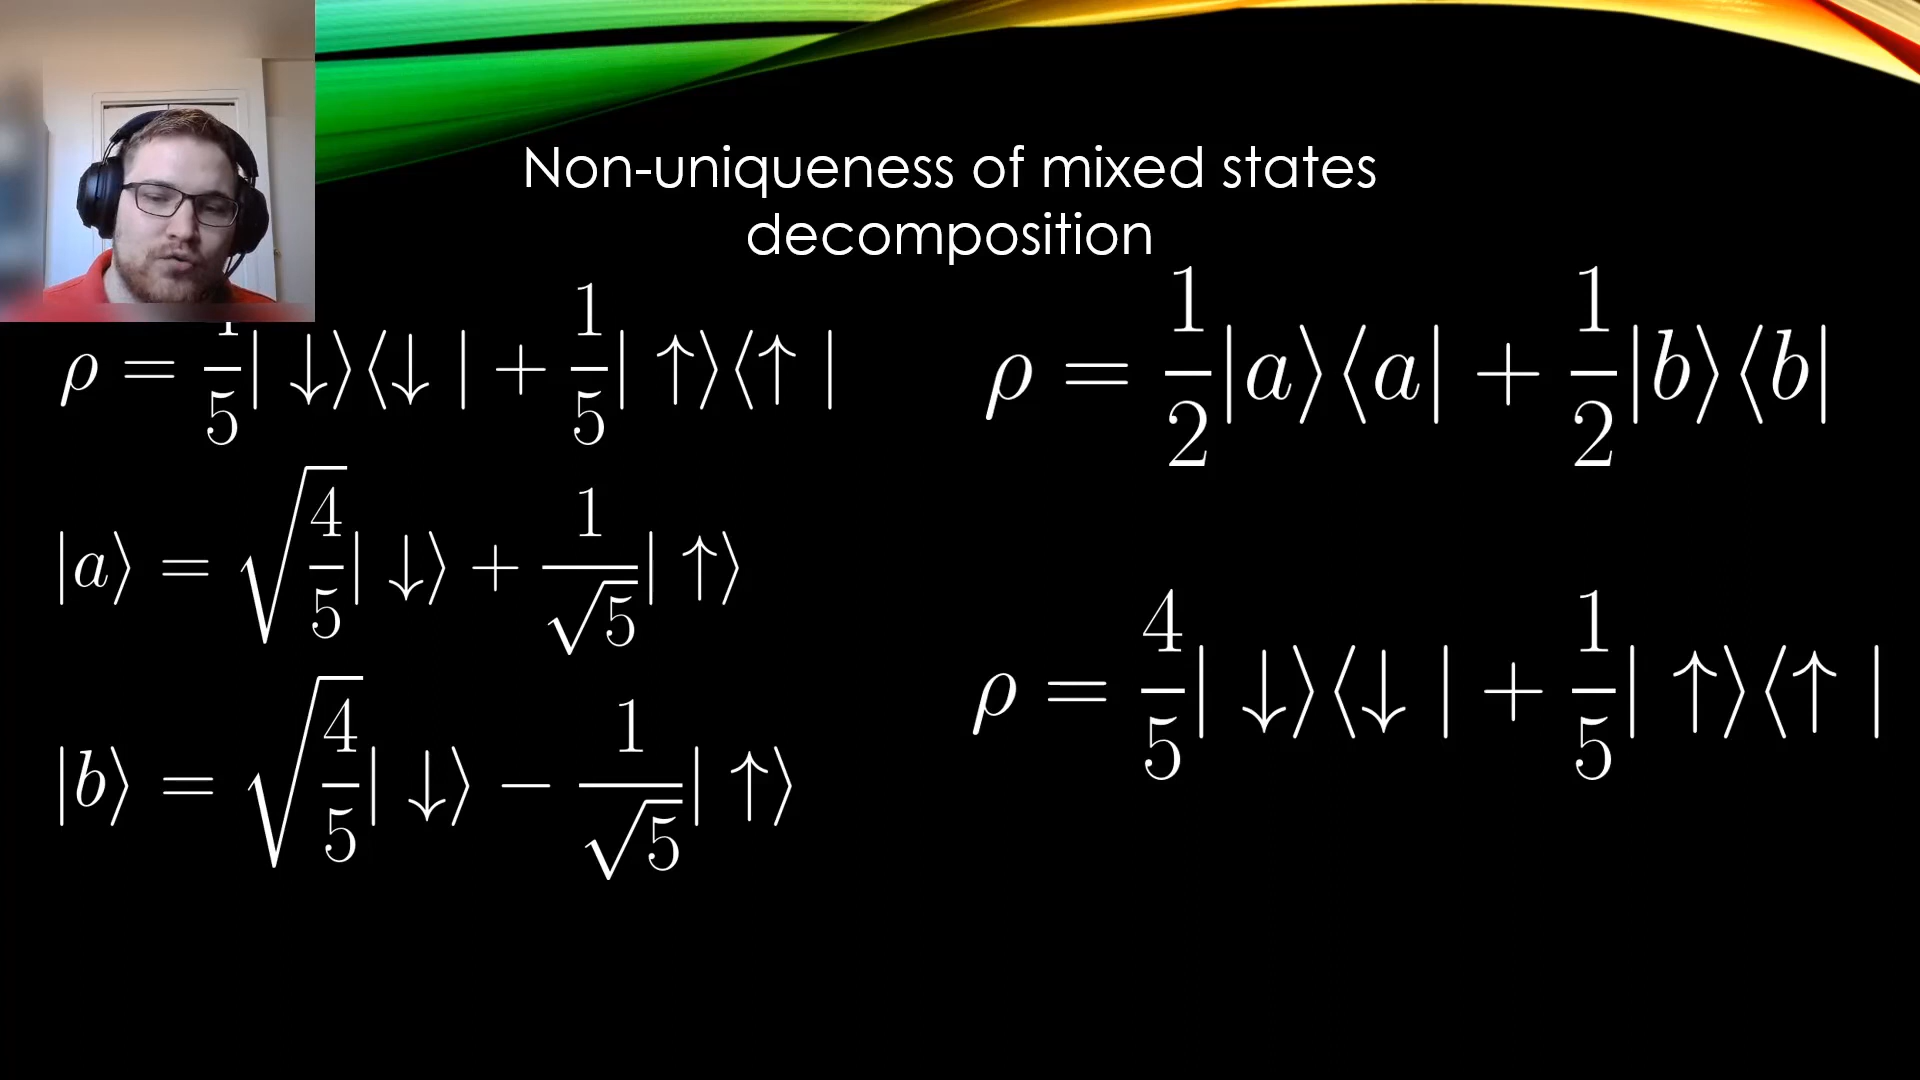 Non-uniqueness of mixed states
decomposition
ρ = 1/5| ↓⟩⟨↓ | + 1/5| ↑⟩⟨↑ |
|a⟩ = √(4/5)| ↓⟩ + 1/√5| ↑⟩
|b⟩ = √(4/5)| ↓⟩ − 1/√5| ↑⟩
ρ = 1/2|a⟩⟨a| + 1/2|b⟩⟨b|
ρ = 4/5| ↓⟩⟨↓ | + 1/5| ↑⟩⟨↑ |